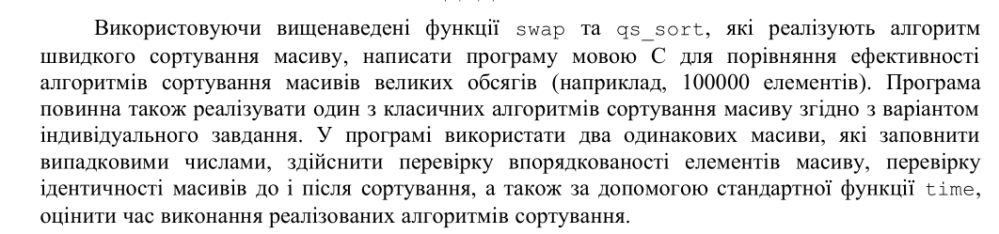 Використовуючи вищенаведені функції swap та qs_sort, які реалізують алгоритм
швидкого сортування масиву, написати програму мовою С для порівняння ефективності
алгоритмів сортування масивів великих обсягів (наприклад, 100000 елементів). Програма
повинна також реалізувати один з класичних алгоритмів сортування масиву згідно з варіантом
індивідуального завдання. У програмі використати два одинакових масиви, які заповнити
випадковими числами, здійснити перевірку впорядкованості елементів масиву, перевірку
ідентичності масивів до і після сортування, а також за допомогою стандартної функції time,
оцінити час виконання реалізованих алгоритмів сортування.